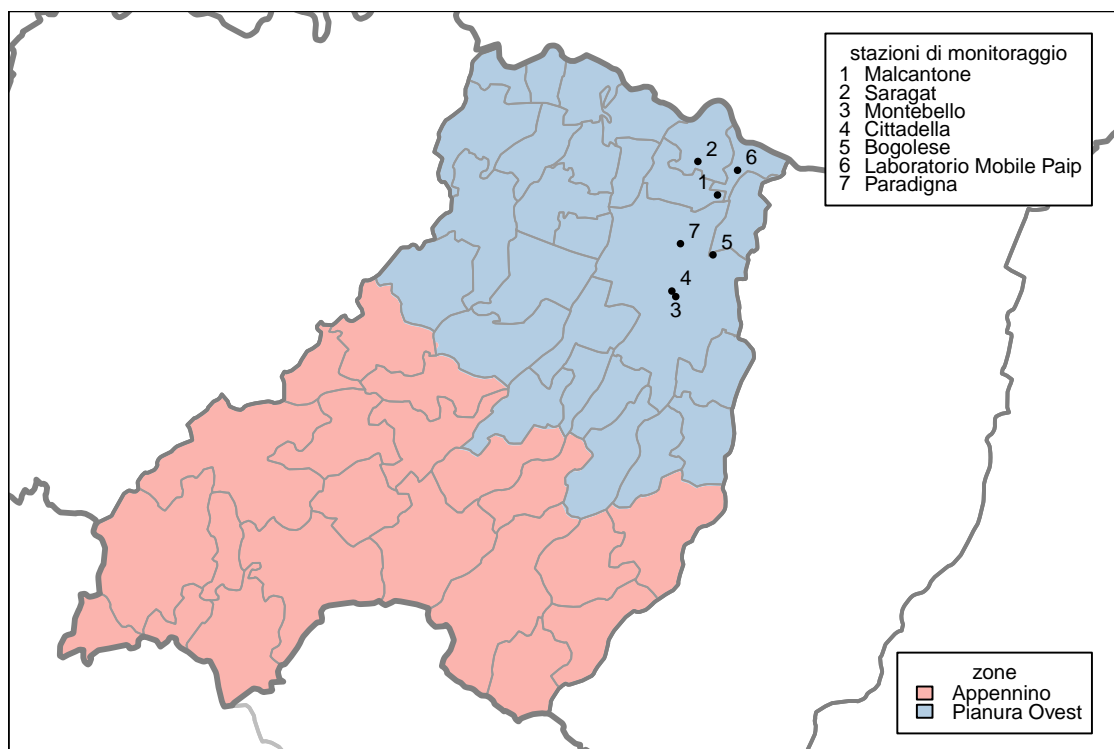 stazioni di monitoraggio
1 Malcantone
2 Saragat
3 Montebello
4 Cittadella
5 Bogolese
6 Laboratorio Mobile Paip
7 Paradigna
2
6
1
7
5
4
3
zone
Appennino
Pianura Ovest